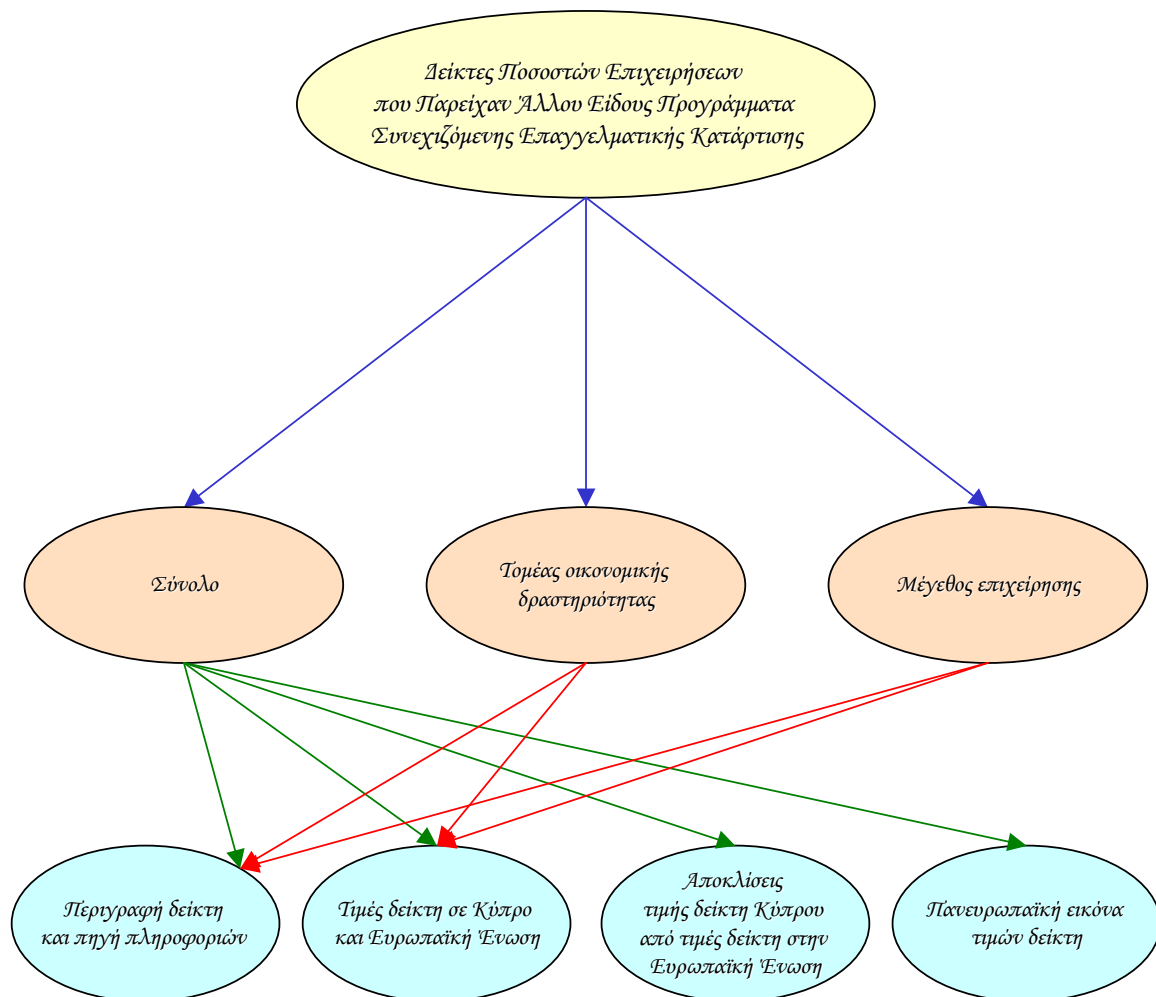 Δείκτες Ποσοστών Επιχειρήσεων
που Παρείχαν Άλλου Είδους Προγράμματα
Συνεχιζόμενης Επαγγελματικής Κατάρτισης
Σύνολο
Τομέας οικονομικής
δραστηριότητας
Μέγεθος επιχείρησης
Περιγραφή δείκτη
και πηγή πληροφοριών
Τιμές δείκτη σε Κύπρο
και Ευρωπαϊκή Ένωση
Αποκλίσεις
τιμής δείκτη Κύπρου
από τιμές δείκτη στην
Ευρωπαϊκή Ένωση
Πανευρωπαϊκή εικόνα
τιμών δείκτη